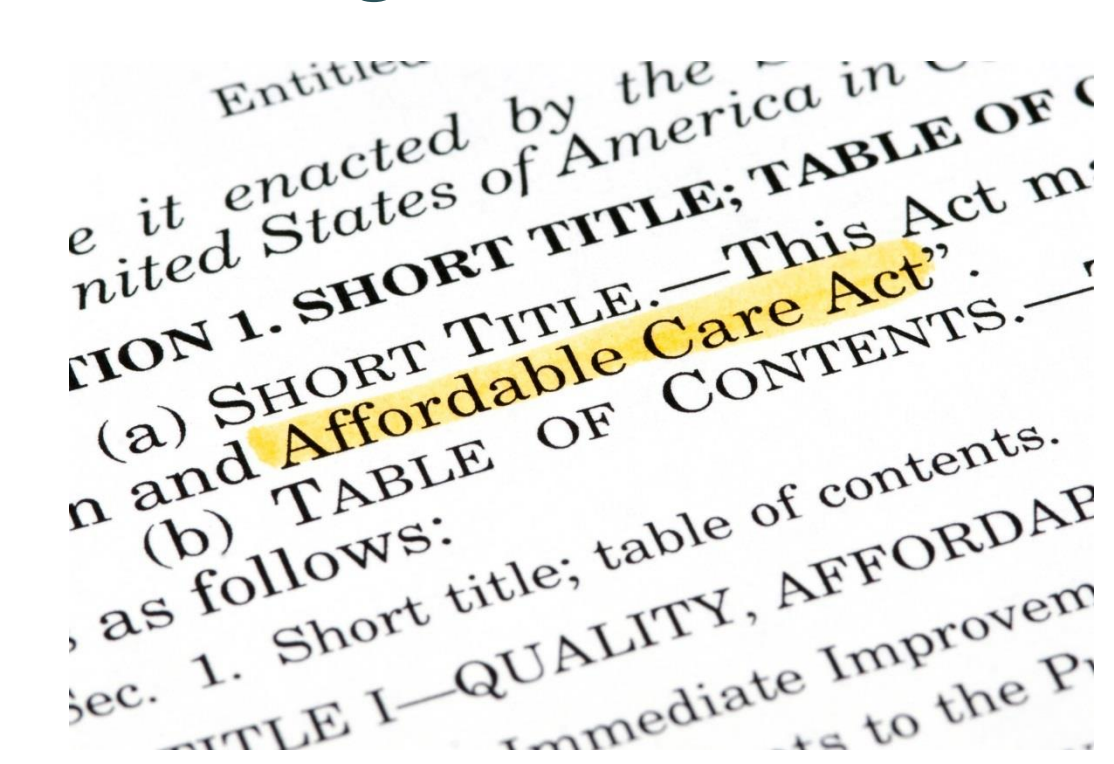 Entitled
e it enacted by the
nited States of America in
TION 1. SHORT TITLE; TABLE OF
(a) SHORT TITLE.—This Act
n and Affordable Care Act” .
(b) TABLE OF CONTENTS.—
, as follows:
Sec. 1. Short title; table of contents.
TITLE I—QUALITY, AFFORDAB
Immediate Improvem
to the